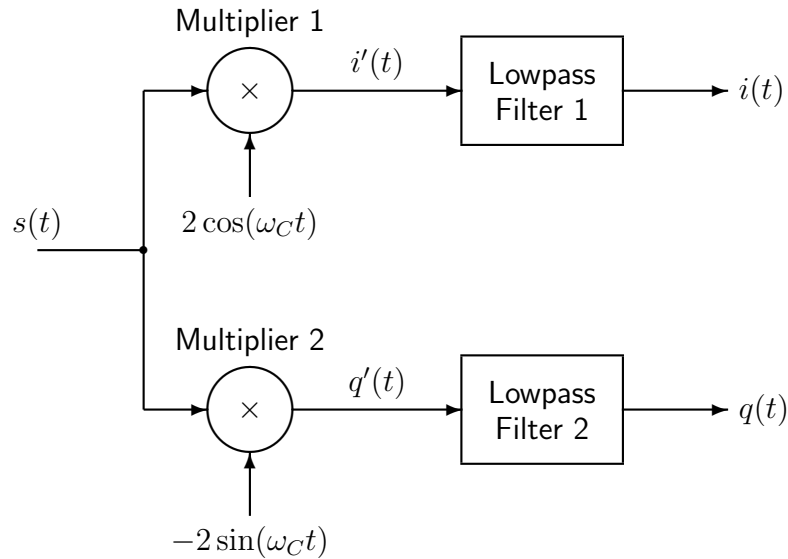 Multiplier 1
×
i′(t)
Lowpass
Filter 1
i(t)
2 cos(ω_C t)
s(t)
Multiplier 2
×
q′(t)
Lowpass
Filter 2
q(t)
−2 sin(ω_C t)